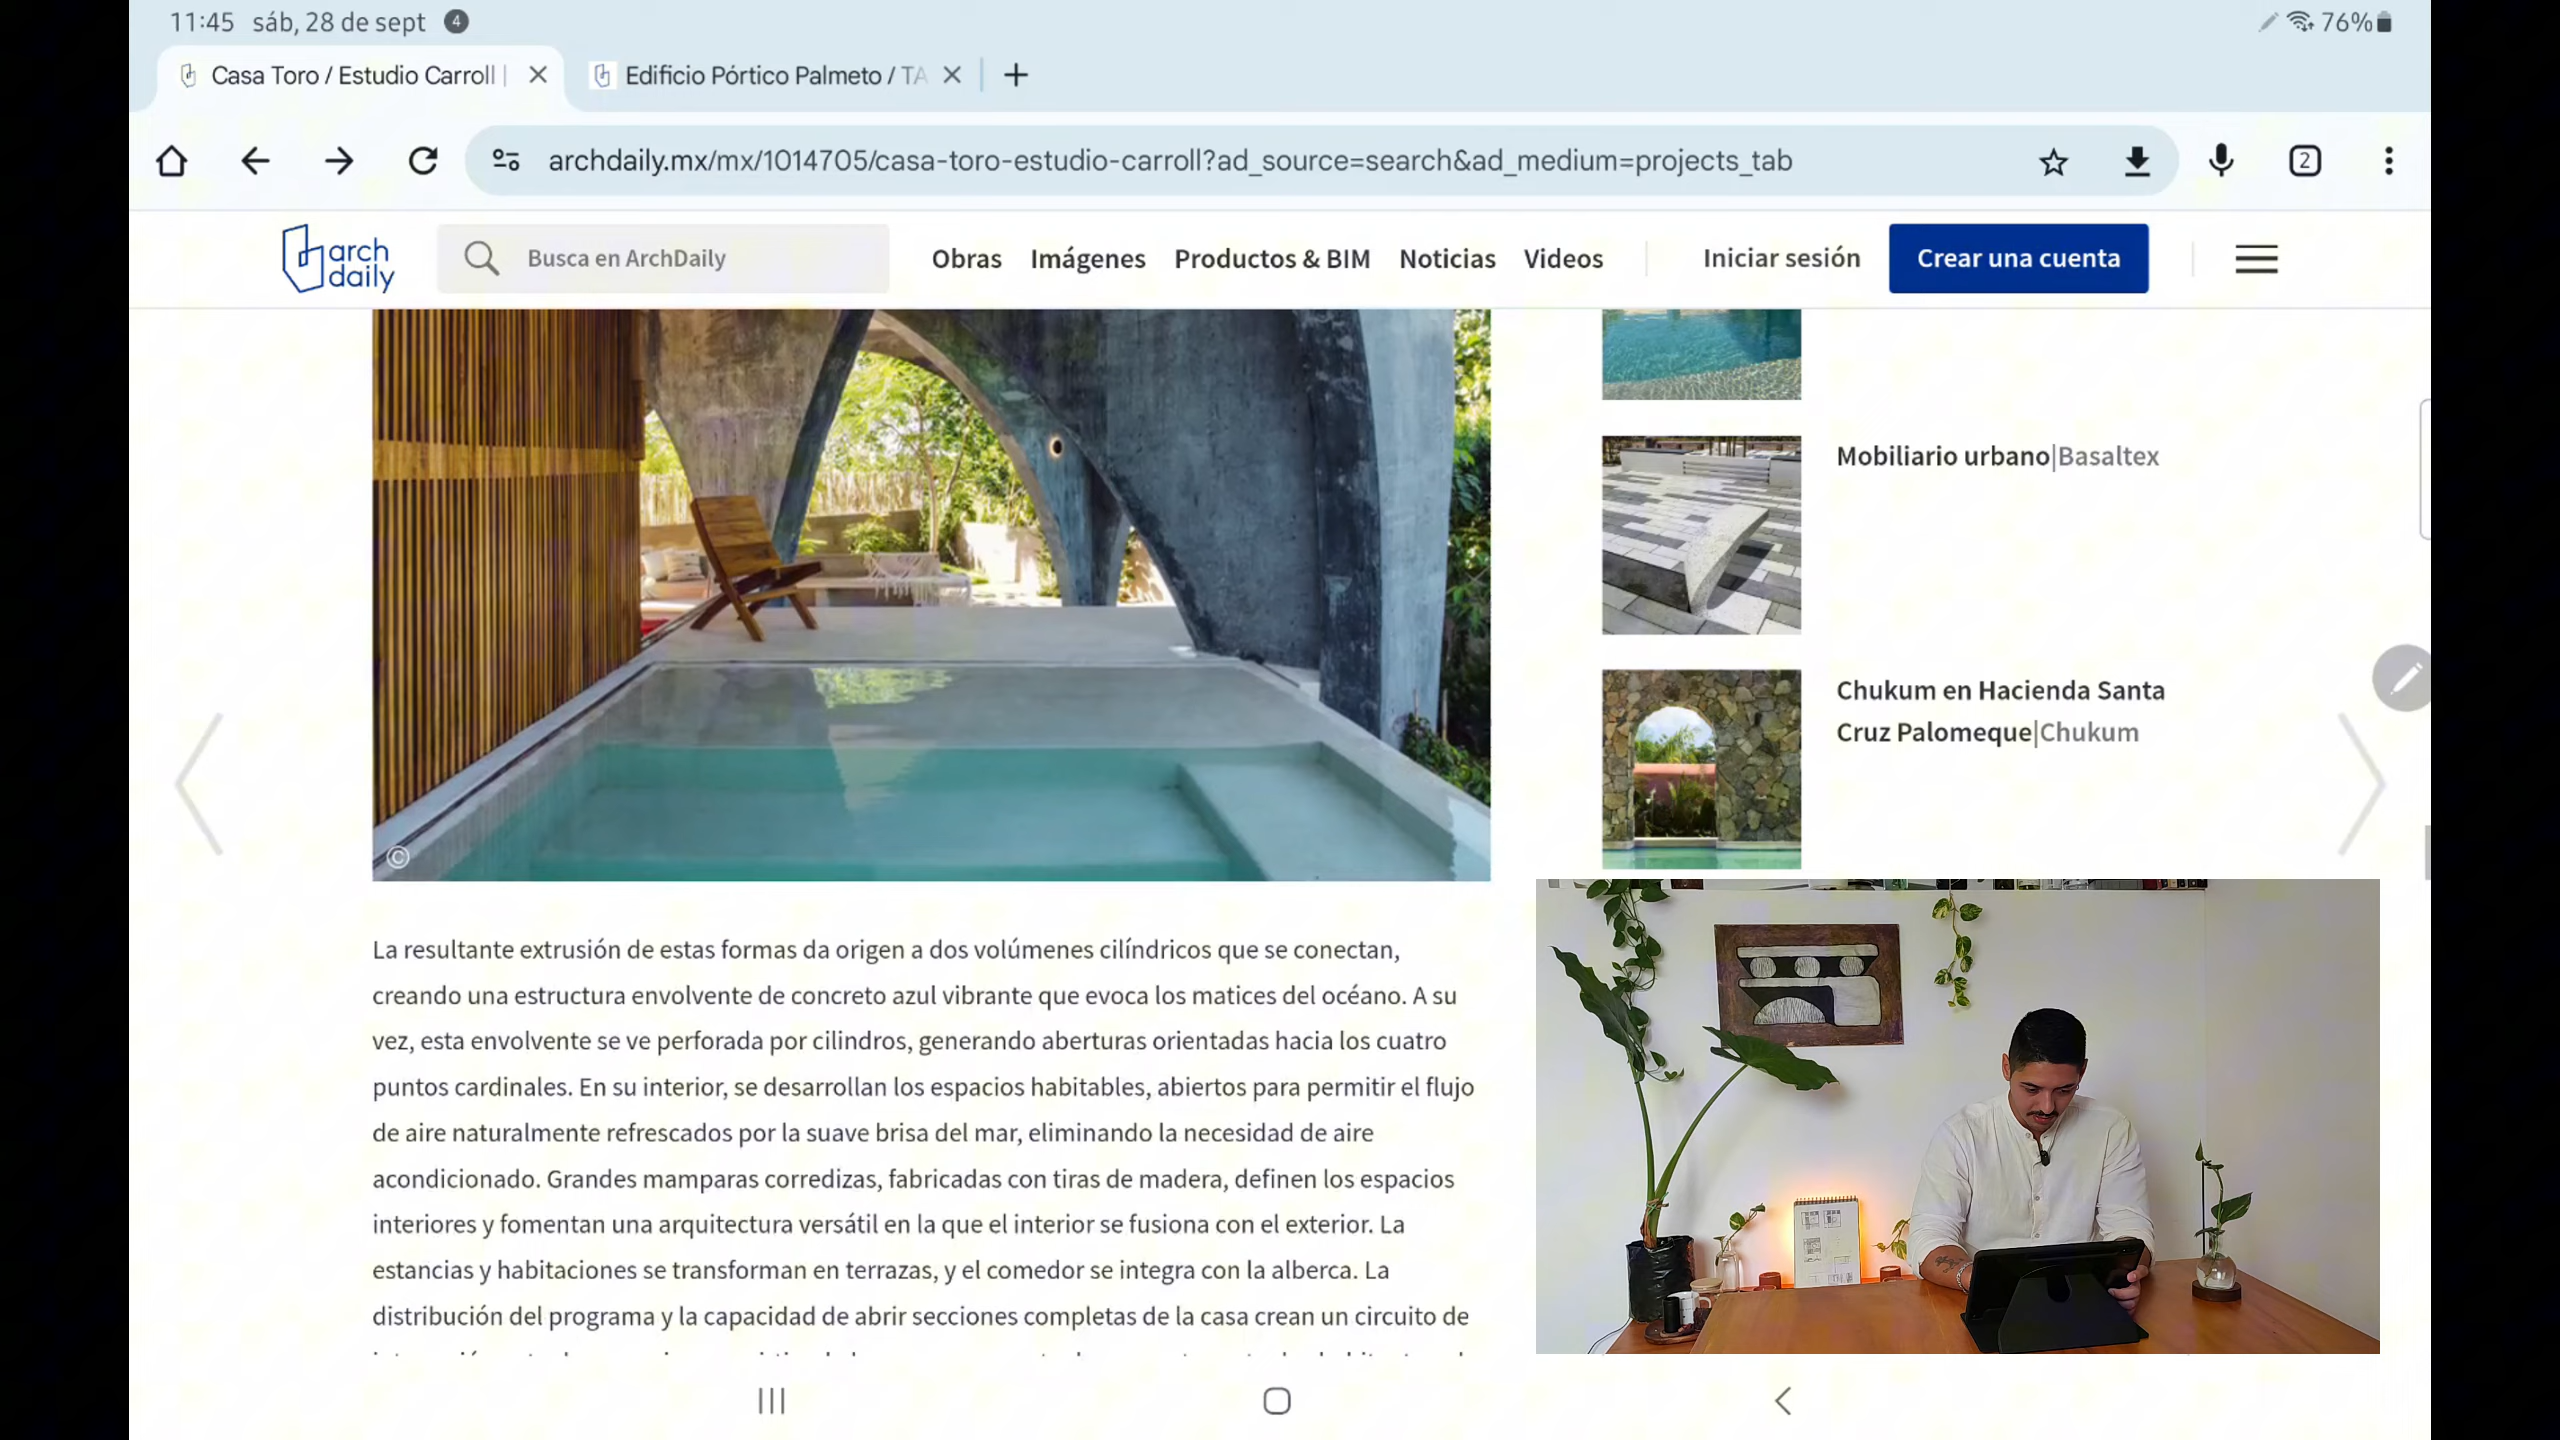 11:45 sáb, 28 de sept 4
76%
Casa Toro / Estudio Carroll |
Edificio Pórtico Palmeto / TA
archdaily.mx/mx/1014705/casa-toro-estudio-carroll?ad_source=search&ad_medium=projects_tab
2
arch
daily
Busca en ArchDaily
Obras
Imágenes
Productos & BIM
Noticias
Videos
Iniciar sesión
Crear una cuenta
Mobiliario urbano|Basaltex
Chukum en Hacienda Santa
Cruz Palomeque|Chukum
©
La resultante extrusión de estas formas da origen a dos volúmenes cilíndricos que se conectan,
creando una estructura envolvente de concreto azul vibrante que evoca los matices del océano. A su
vez, esta envolvente se ve perforada por cilindros, generando aberturas orientadas hacia los cuatro
puntos cardinales. En su interior, se desarrollan los espacios habitables, abiertos para permitir el flujo
de aire naturalmente refrescados por la suave brisa del mar, eliminando la necesidad de aire
acondicionado. Grandes mamparas corredizas, fabricadas con tiras de madera, definen los espacios
interiores y fomentan una arquitectura versátil en la que el interior se fusiona con el exterior. La
estancias y habitaciones se transforman en terrazas, y el comedor se integra con la alberca. La
distribución del programa y la capacidad de abrir secciones completas de la casa crean un circuito de